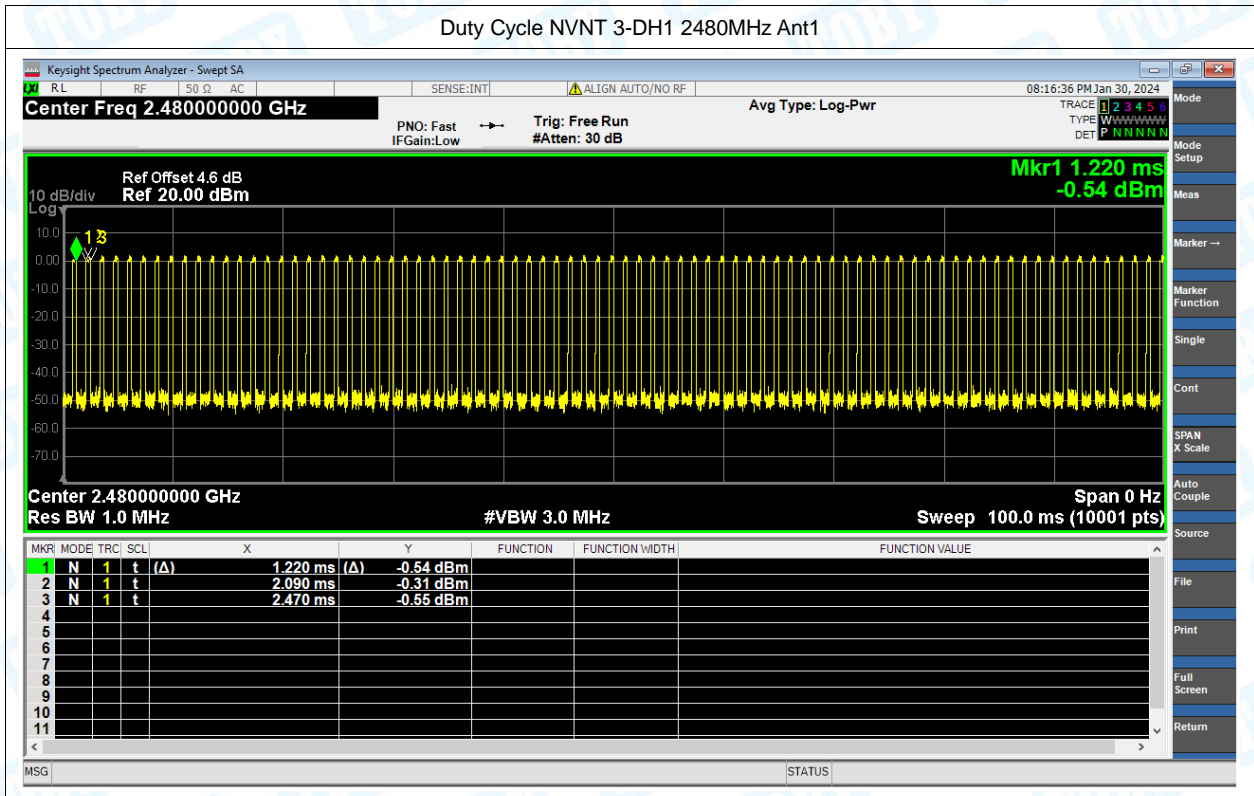 Duty Cycle NVNT 3-DH1 2480MHz Ant1
Keysight Spectrum Analyzer - Swept SA
LXI RL RF 50 Ω AC SENSE:INT ALIGN AUTO/NO RF 08:16:36 PM Jan 30, 2024
Center Freq 2.480000000 GHz
PNO: Fast
IFGain:Low
Trig: Free Run
#Atten: 30 dB
Avg Type: Log-Pwr
TRACE 1 2 3 4 5 6
TYPE WWWWWW
DET P N N N N N
Ref Offset 4.6 dB
10 dB/div Ref 20.00 dBm
Log
Mkr1 1.220 ms
-0.54 dBm
10.0
0.00
-10.0
-20.0
-30.0
-40.0
-50.0
-60.0
-70.0
1
3
Center 2.480000000 GHz Span 0 Hz
Res BW 1.0 MHz #VBW 3.0 MHz Sweep 100.0 ms (10001 pts)
MKR MODE TRC SCL X Y FUNCTION FUNCTION WIDTH FUNCTION VALUE
1 N 1 t (Δ) 1.220 ms (Δ) -0.54 dBm
2 N 1 t 2.090 ms -0.31 dBm
3 N 1 t 2.470 ms -0.55 dBm
4
5
6
7
8
9
10
11
MSG STATUS
Mode
Mode
Setup
Meas
Marker →
Marker
Function
Single
Cont
SPAN
X Scale
Auto
Couple
Source
File
Print
Full
Screen
Return
TOBY